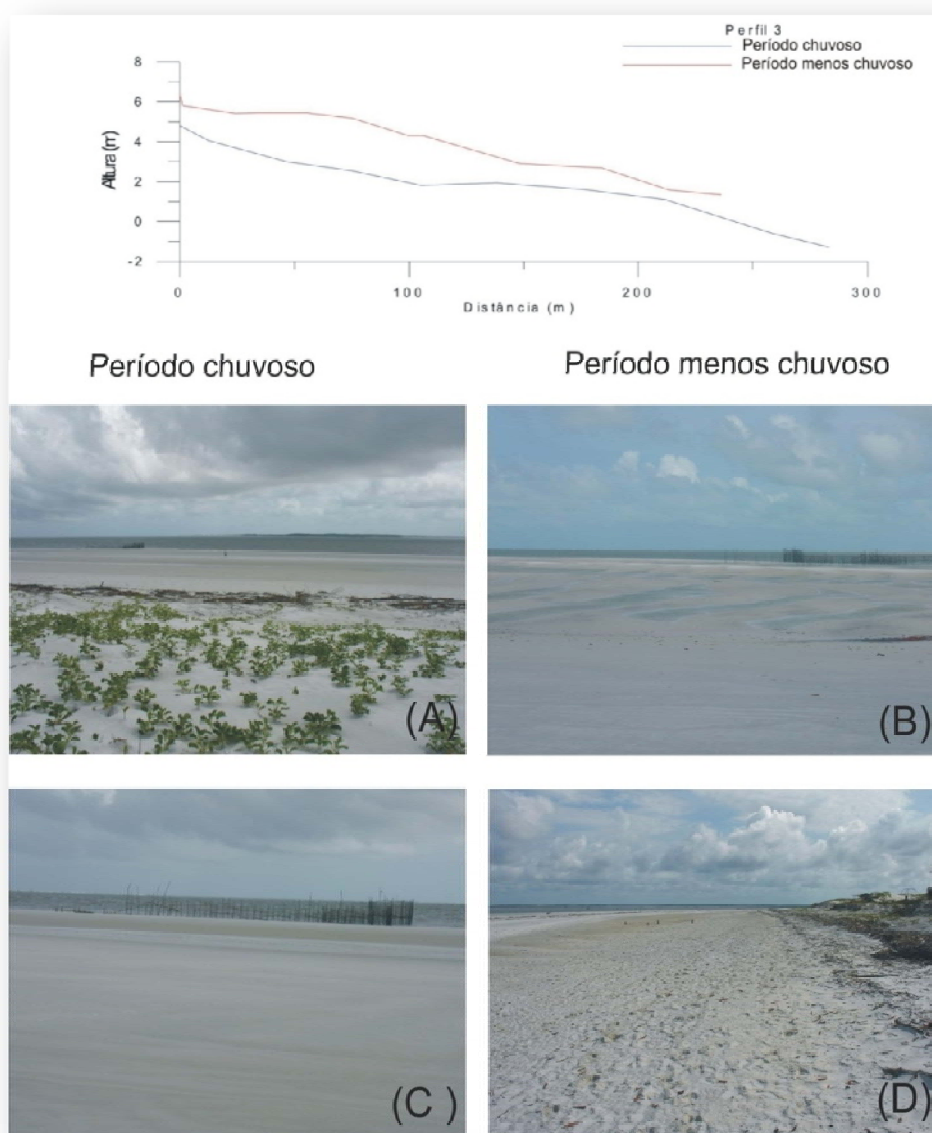 Perfil 3
Período chuvoso
Período menos chuvoso
8
6
4
2
0
-2
Altura (m)
0
100
200
300
Distância (m)
Período chuvoso
Período menos chuvoso
(A)
(B)
(C )
(D)